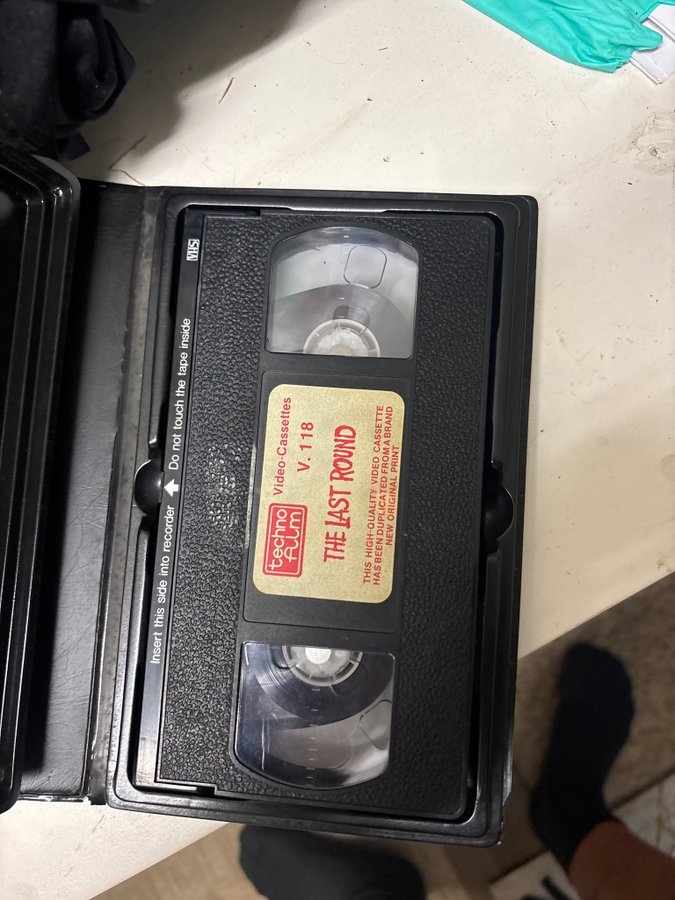 VHS
Insert this side into recorder Do not touch the tape inside
techno
film
Video-Cassettes
V. 118
THE LAST ROUND
THIS HIGH-QUALITY VIDEO CASSETTE
HAS BEEN DUPLICATED FROM A BRAND
NEW ORIGINAL PRINT